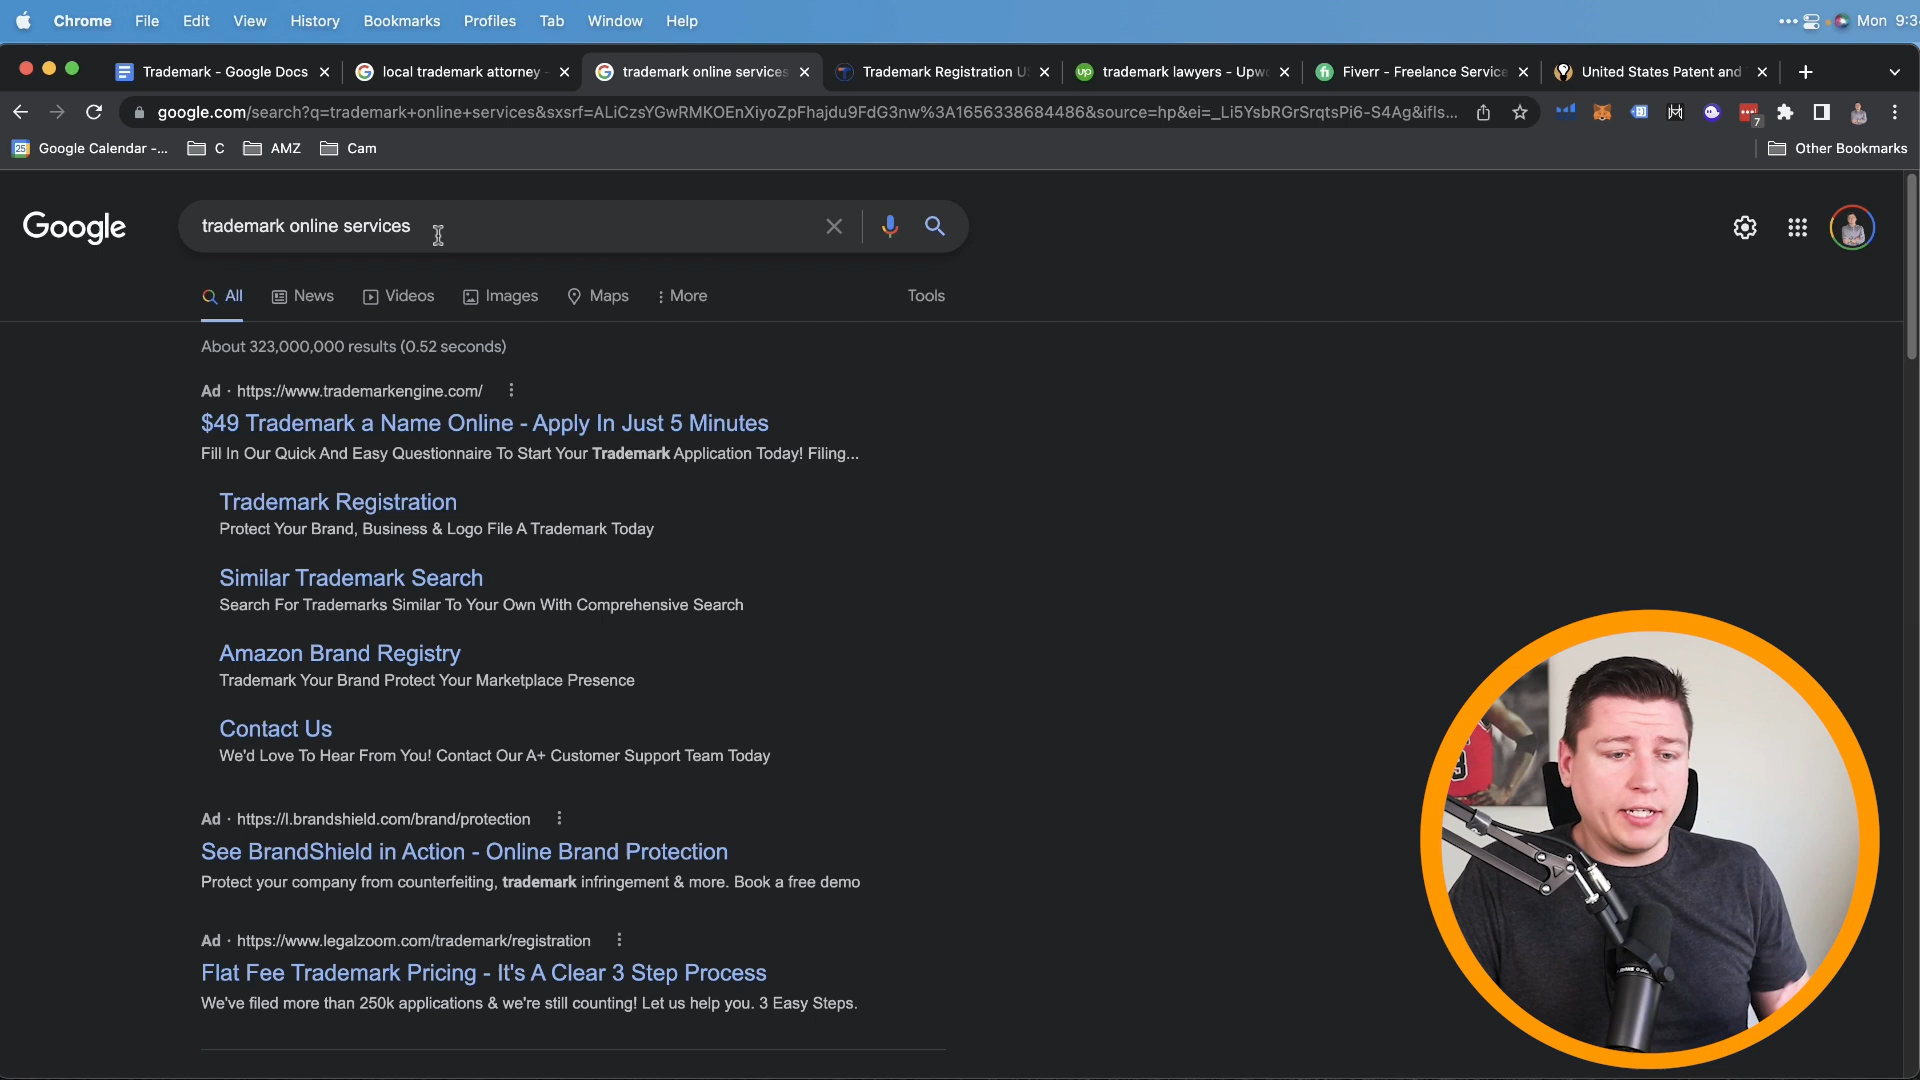 Chrome File Edit View History Bookmarks Profiles Tab Window Help
Mon 9:3
Trademark - Google Docs
local trademark attorney -
trademark online services
Trademark Registration U
trademark lawyers - Upw
Fiverr - Freelance Service
United States Patent and
google.com/search?q=trademark+online+services&sxsrf=ALiCzsYGwRMKOEnXiyoZpFhajdu9FdG3nw%3A1656338684486&source=hp&ei=_Li5YsbRGrSrqtsPi6-S4Ag&ifls...
7
25 Google Calendar -... C AMZ Cam
Other Bookmarks
Google
trademark online services
All News Videos Images Maps More Tools
About 323,000,000 results (0.52 seconds)
Ad · https://www.trademarkengine.com/
$49 Trademark a Name Online - Apply In Just 5 Minutes
Fill In Our Quick And Easy Questionnaire To Start Your Trademark Application Today! Filing...
Trademark Registration
Protect Your Brand, Business & Logo File A Trademark Today
Similar Trademark Search
Search For Trademarks Similar To Your Own With Comprehensive Search
Amazon Brand Registry
Trademark Your Brand Protect Your Marketplace Presence
Contact Us
We'd Love To Hear From You! Contact Our A+ Customer Support Team Today
Ad · https://l.brandshield.com/brand/protection
See BrandShield in Action - Online Brand Protection
Protect your company from counterfeiting, trademark infringement & more. Book a free demo
Ad · https://www.legalzoom.com/trademark/registration
Flat Fee Trademark Pricing - It's A Clear 3 Step Process
We've filed more than 250k applications & we're still counting! Let us help you. 3 Easy Steps.